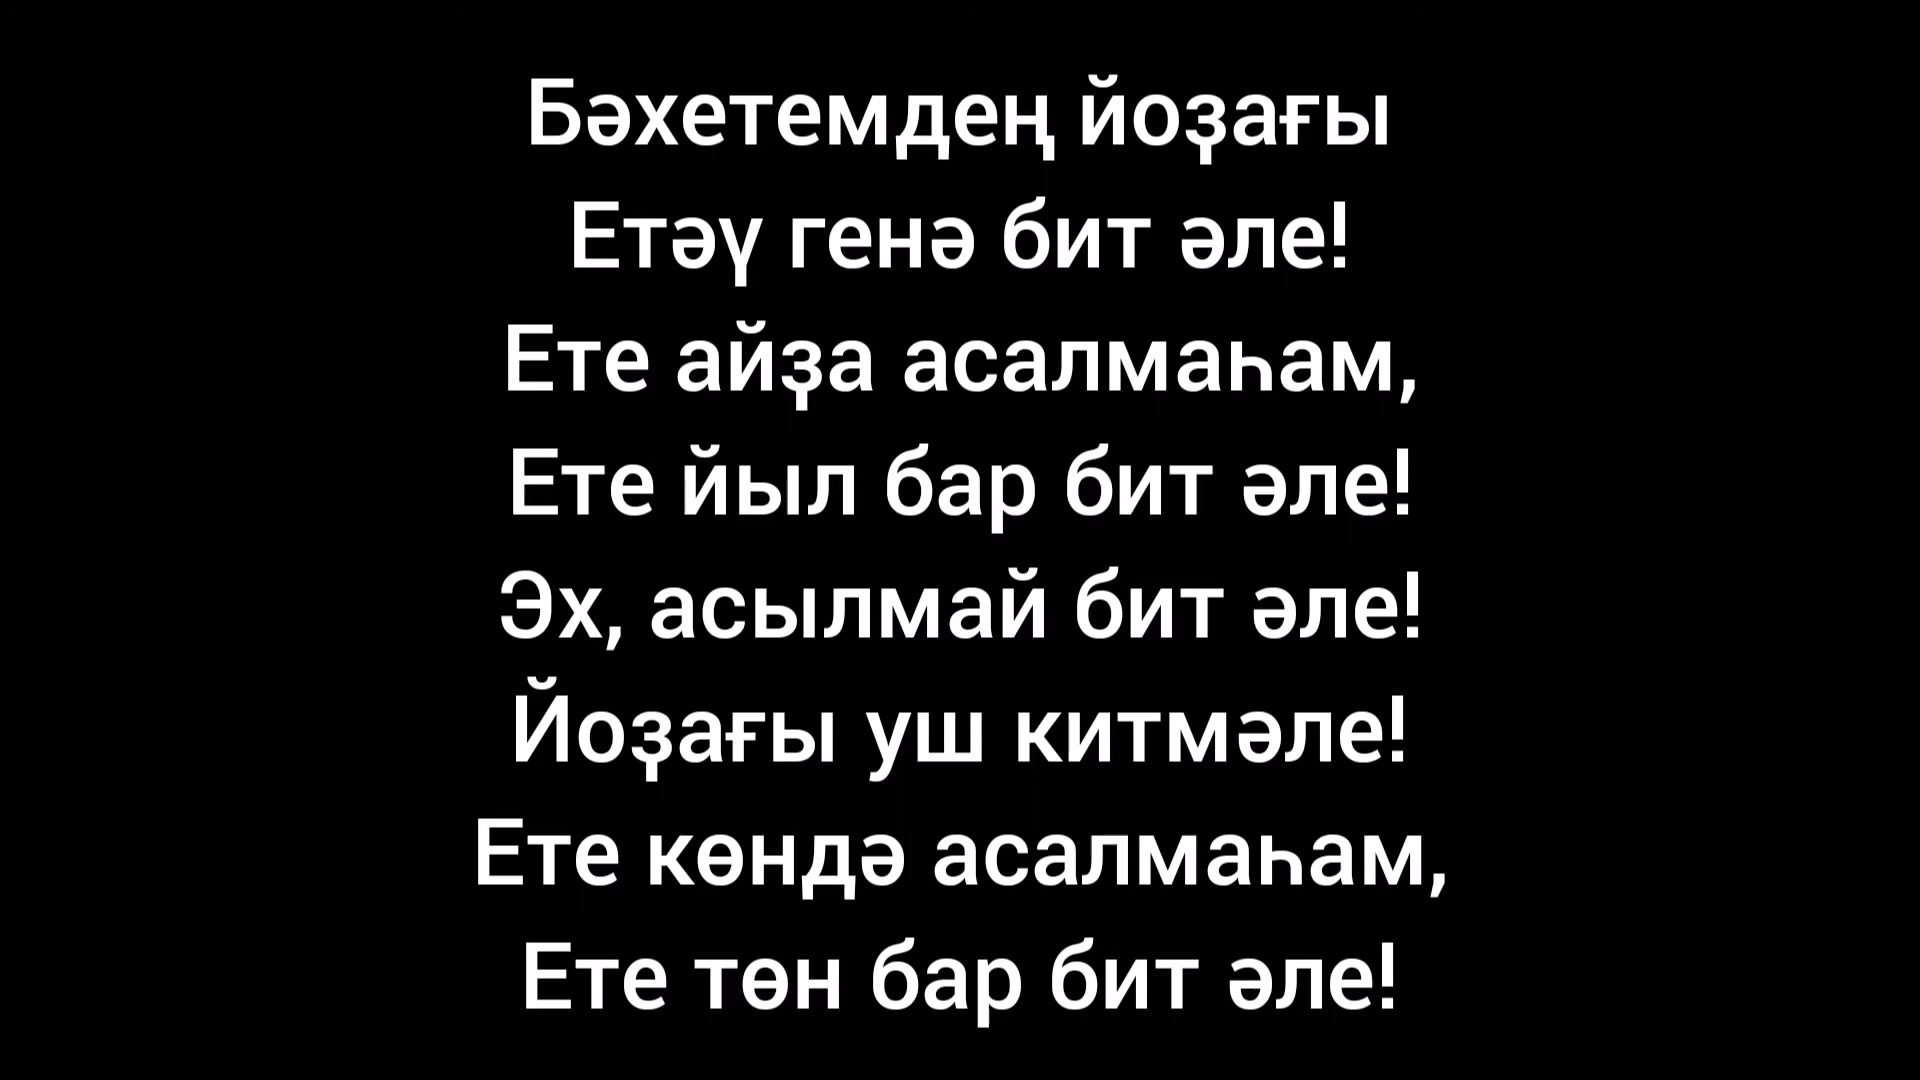 Бәхетемдең йоҙағы
Етәү генә бит әле!
Ете айҙа асалмаһам,
Ете йыл бар бит әле!
Эх, асылмай бит әле!
Йоҙағы уш китмәле!
Ете көндә асалмаһам,
Ете төн бар бит әле!